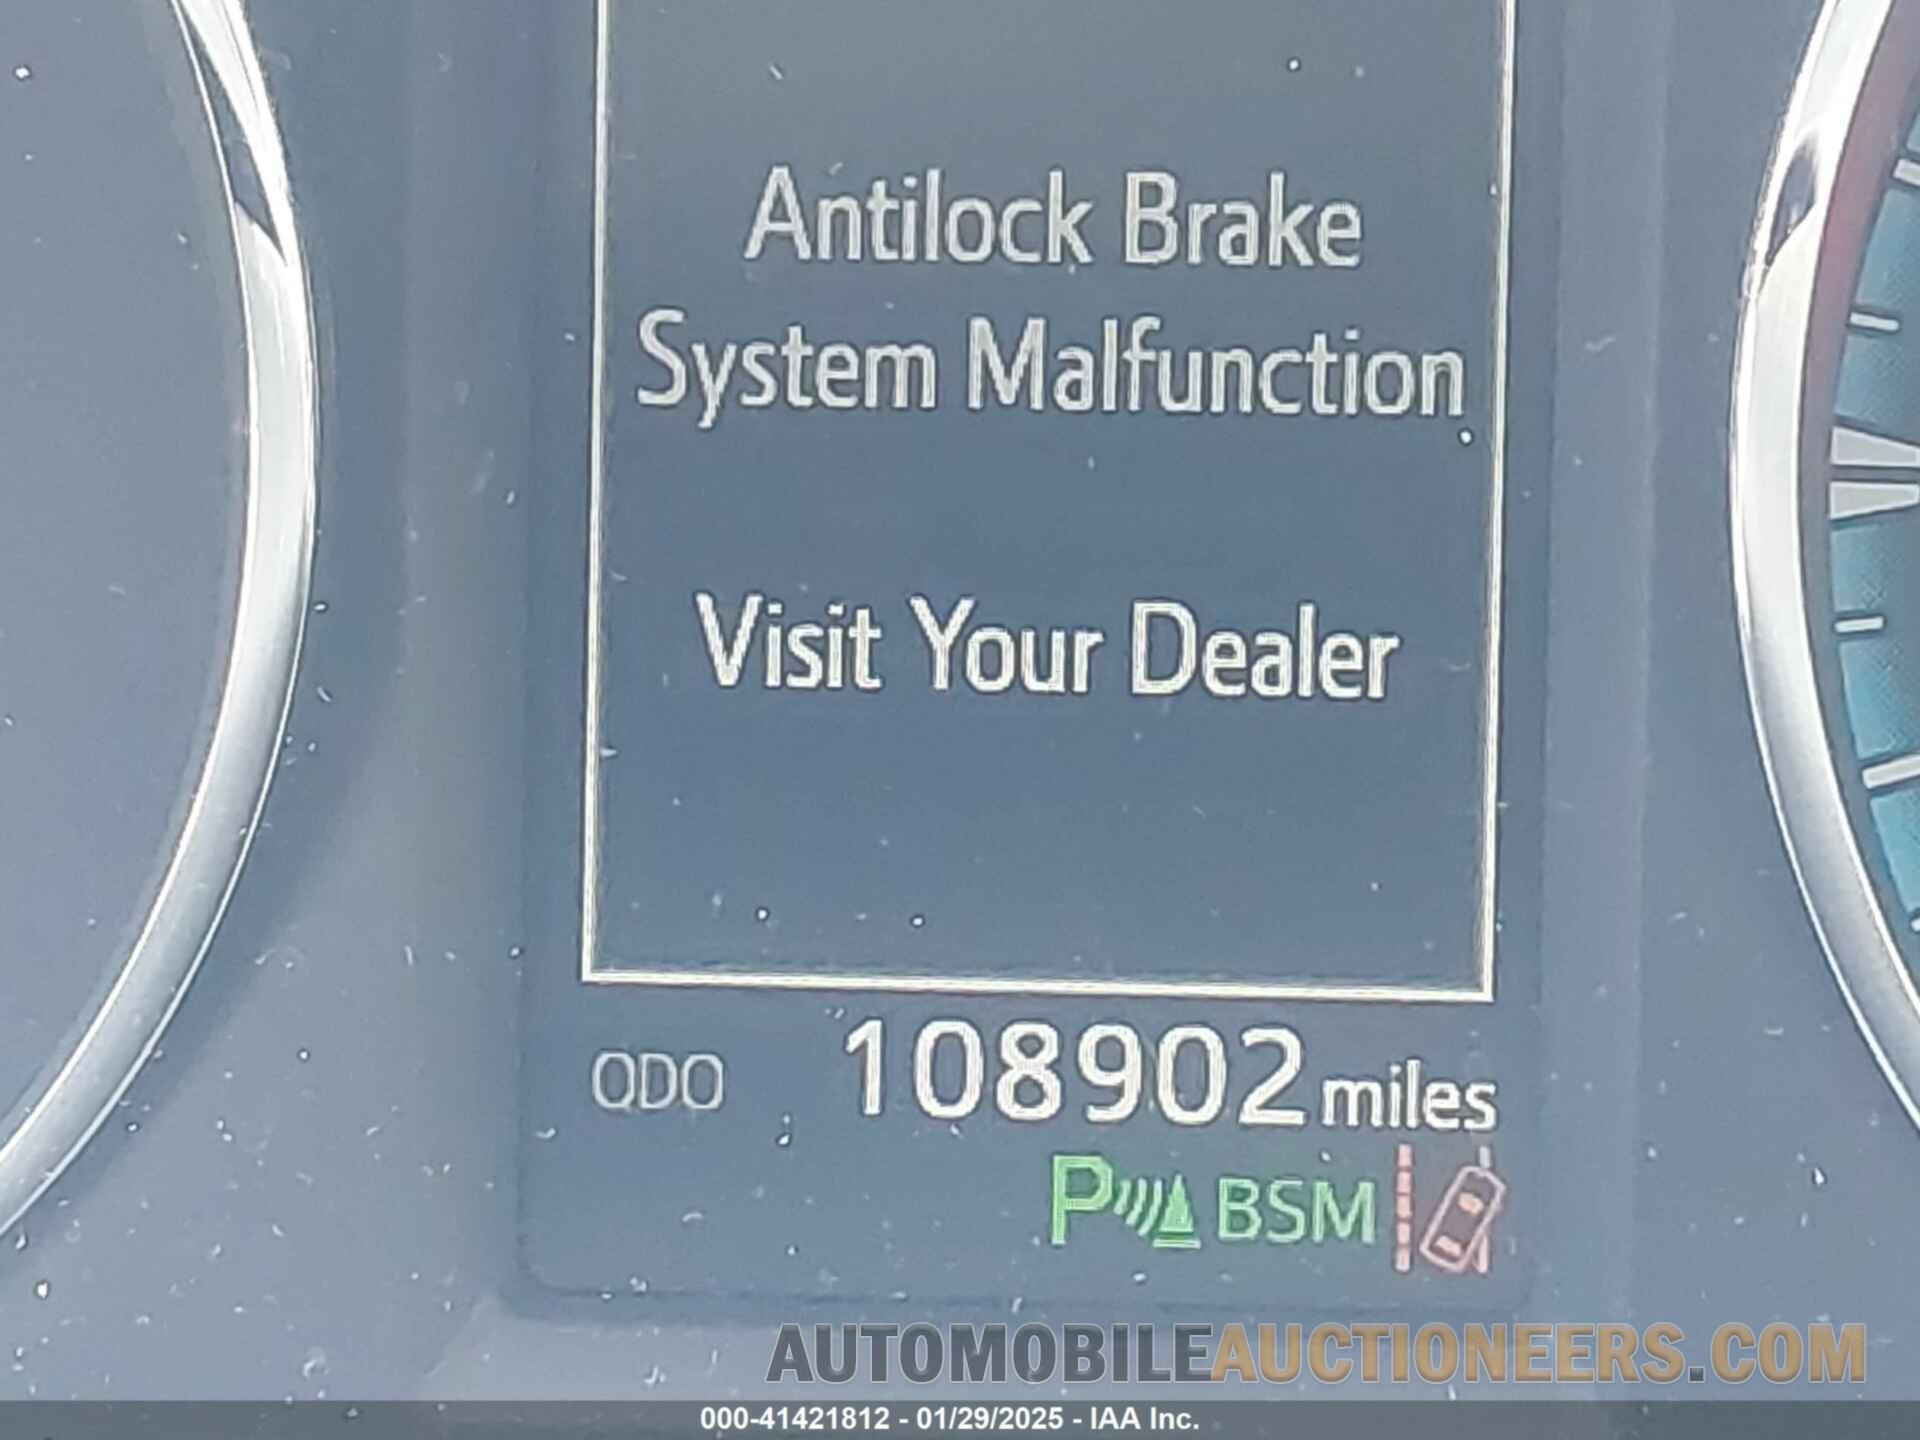 Antilock Brake
System Malfunction
Visit Your Dealer
ODO 108902 miles
P BSM
AUTOMOBILEAUCTIONEERS.COM
000-41421812 - 01/29/2025 - IAA Inc.